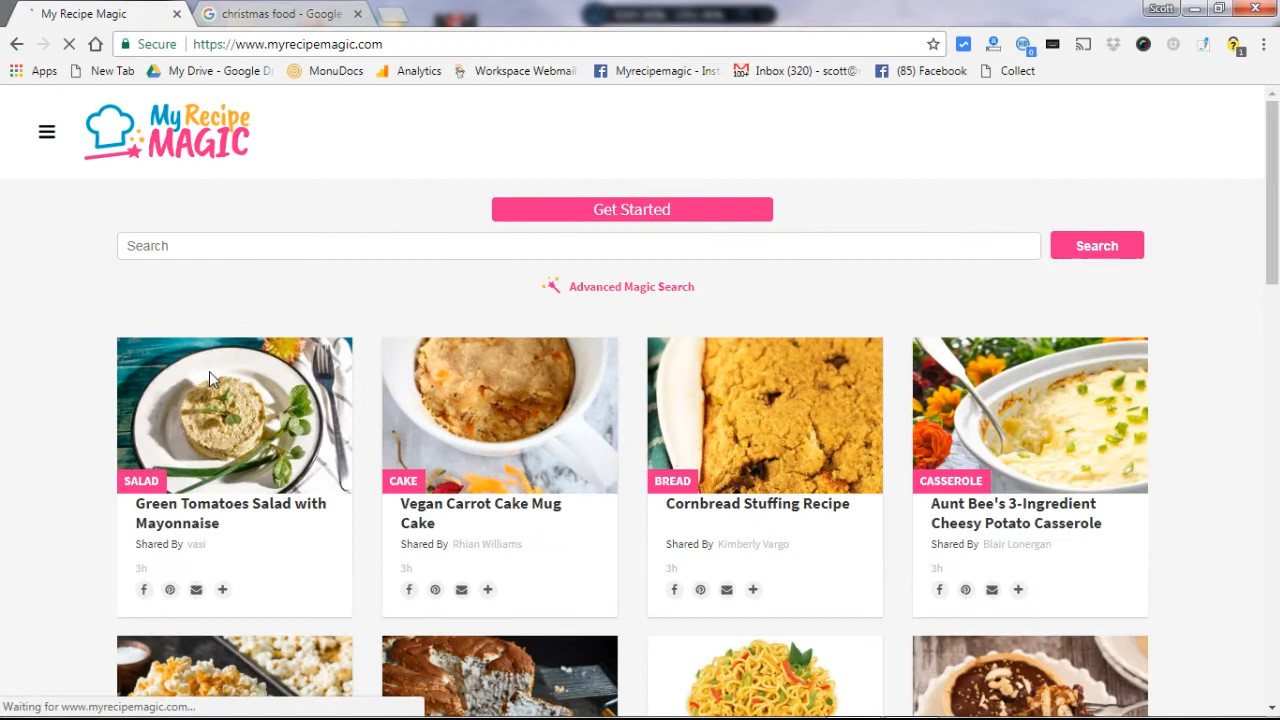 My Recipe Magic
christmas food - Google
Scott
Secure
https://www.myrecipemagic.com
0
1
Apps
New Tab
My Drive - Google Dr
MonuDocs
Analytics
Workspace Webmail
Myrecipemagic - Inst
Inbox (320) - scott@r
(85) Facebook
Collect
My Recipe
MAGIC
Get Started
Search
Search
Advanced Magic Search
SALAD
CAKE
BREAD
CASSEROLE
Green Tomatoes Salad with
Mayonnaise
Vegan Carrot Cake Mug
Cake
Cornbread Stuffing Recipe
Aunt Bee's 3-Ingredient
Cheesy Potato Casserole
Shared By vasi
Shared By Rhian Williams
Shared By Kimberly Vargo
Shared By Blair Lonergan
3h
3h
3h
3h
Waiting for www.myrecipemagic.com...